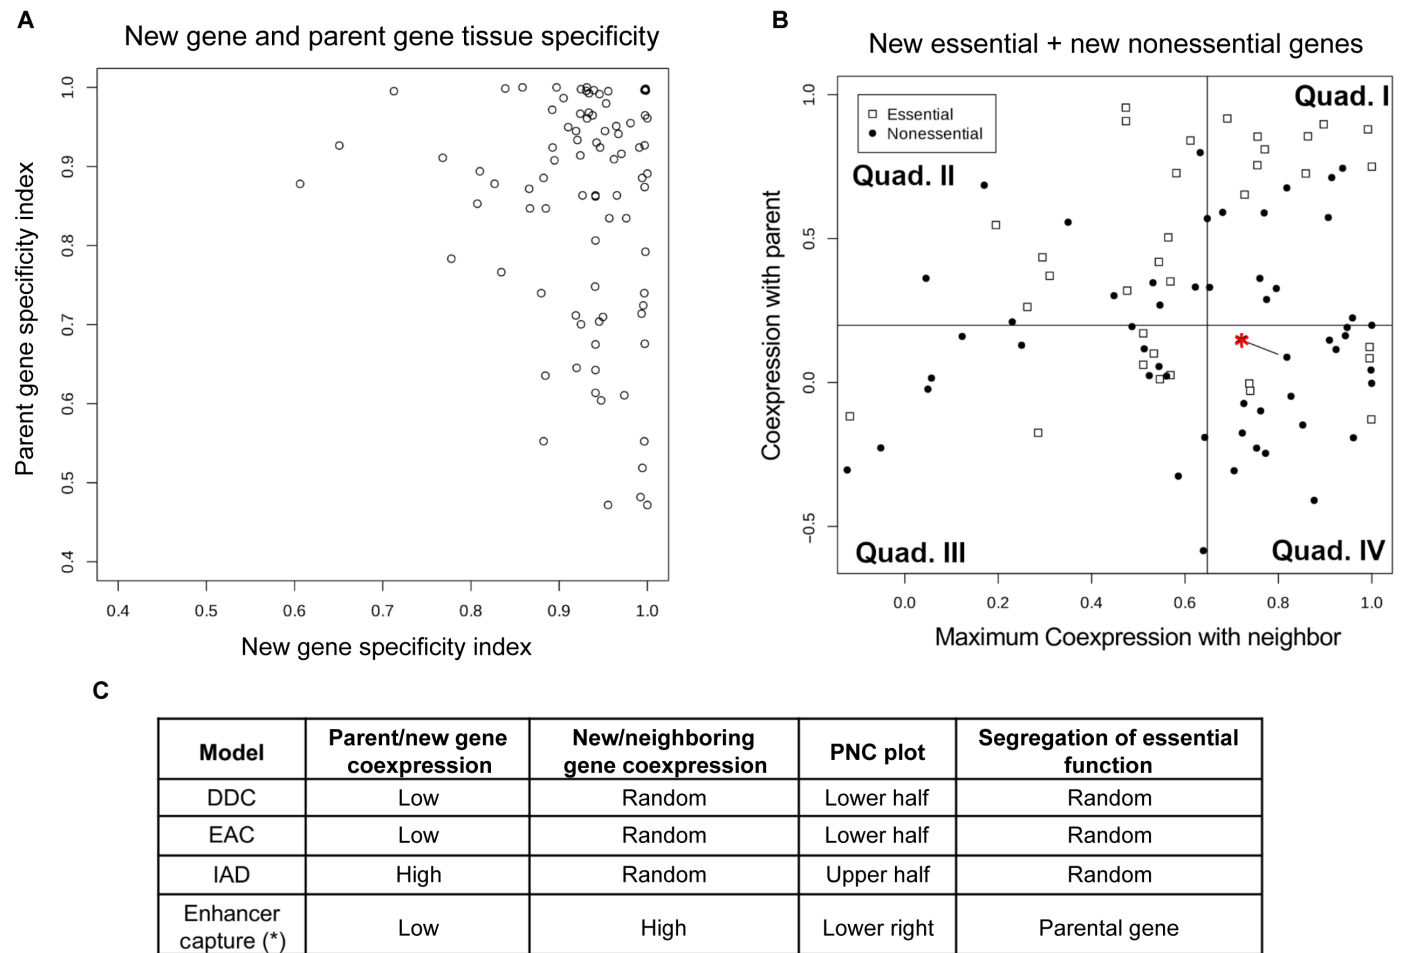 A
New gene and parent gene tissue specificity
Parent gene specificity index
1.0
0.9
0.8
0.7
0.6
0.5
0.4
0.4 0.5 0.6 0.7 0.8 0.9 1.0
New gene specificity index
B
New essential + new nonessential genes
Coexpression with parent
1.0
0.5
0.0
−0.5
Essential
Nonessential
Quad. I
Quad. II
*
Quad. III
Quad. IV
0.0 0.2 0.4 0.6 0.8 1.0
Maximum Coexpression with neighbor
C
Model
Parent/new gene
coexpression
New/neighboring
gene coexpression
PNC plot
Segregation of essential
function
DDC Low Random Lower half Random
EAC Low Random Lower half Random
IAD High Random Upper half Random
Enhancer
capture (*)
Low High Lower right Parental gene